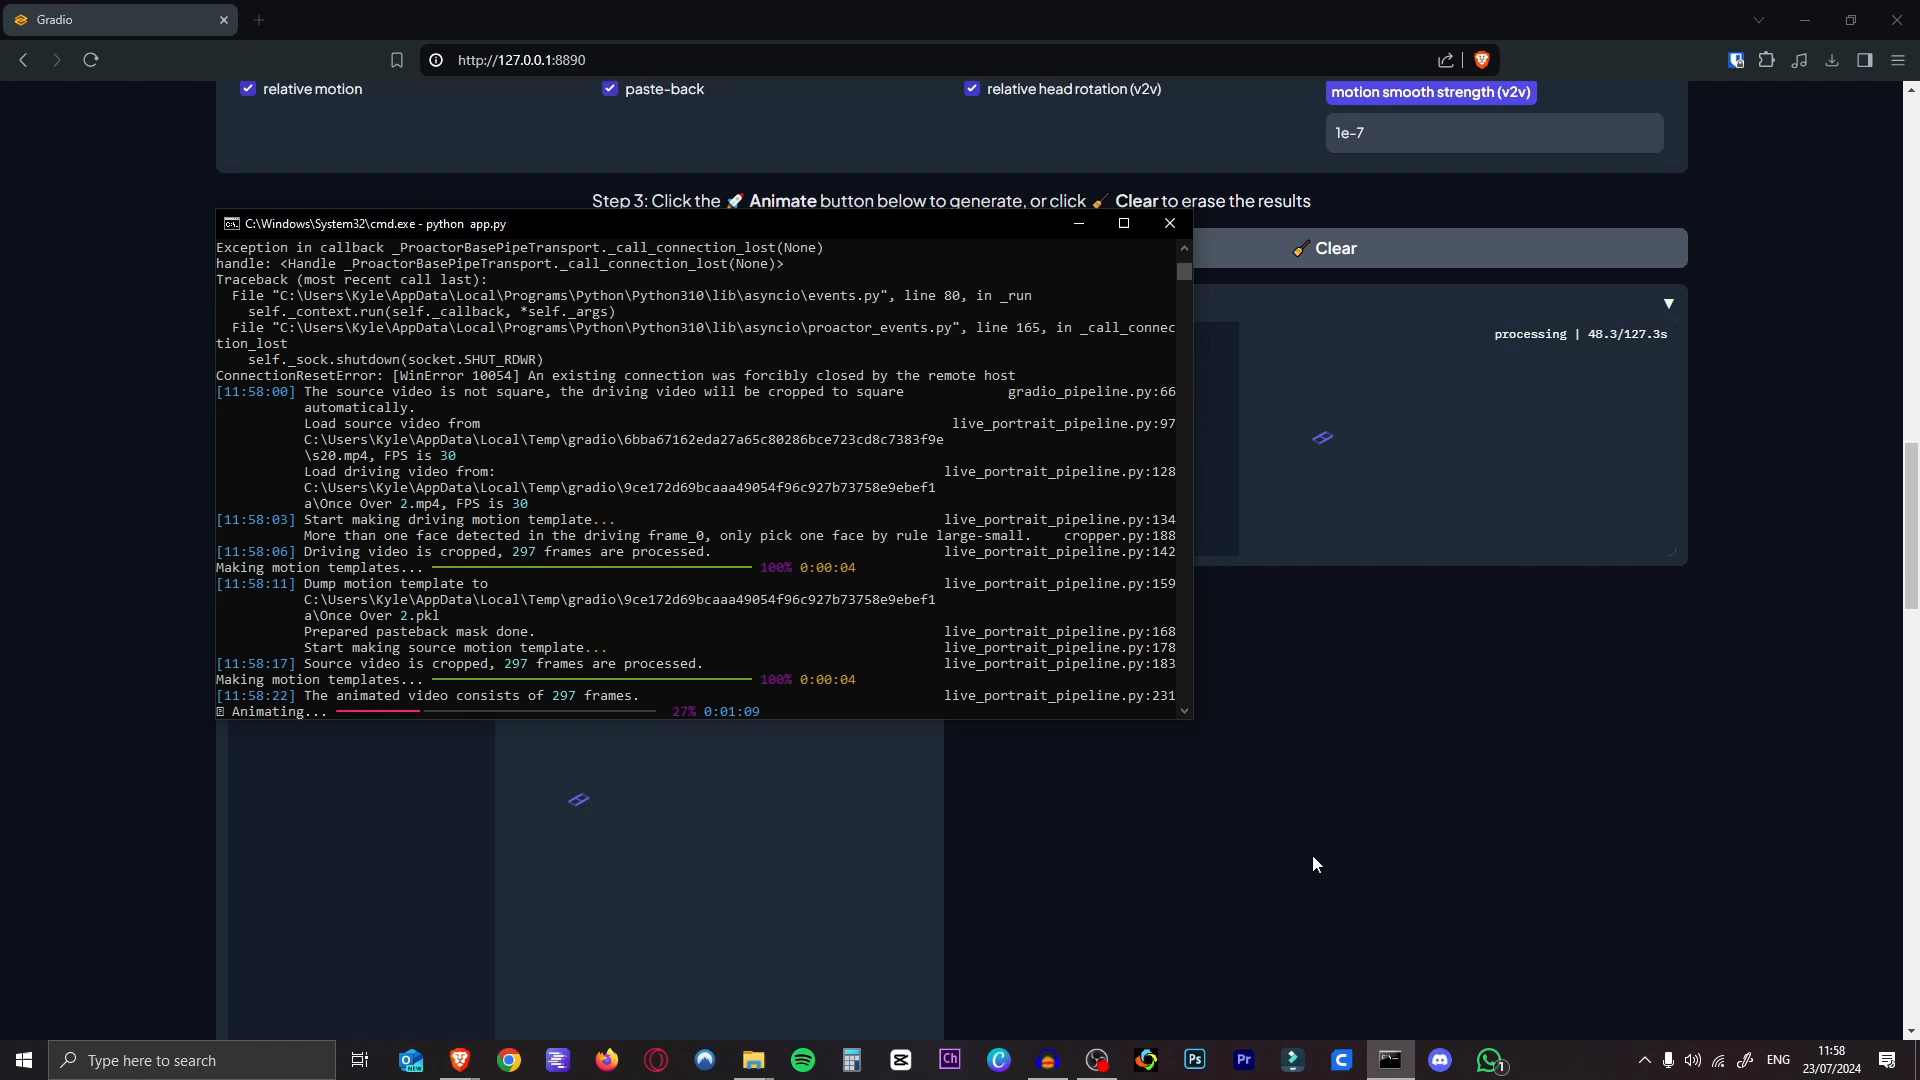 Gradio
http://127.0.0.1:8890
relative motion
paste-back
relative head rotation (v2v)
motion smooth strength (v2v)
1e-7
Step 3: Click the 🚀 Animate button below to generate, or click 🧹 Clear to erase the results
C:\Windows\System32\cmd.exe - python app.py
🧹 Clear
processing | 48.3/127.3s
Exception in callback _ProactorBasePipeTransport._call_connection_lost(None)
handle: <Handle _ProactorBasePipeTransport._call_connection_lost(None)>
Traceback (most recent call last):
File "C:\Users\Kyle\AppData\Local\Programs\Python\Python310\lib\asyncio\events.py", line 80, in _run
self._context.run(self._callback, *self._args)
File "C:\Users\Kyle\AppData\Local\Programs\Python\Python310\lib\asyncio\proactor_events.py", line 165, in _call_connec
tion_lost
self._sock.shutdown(socket.SHUT_RDWR)
ConnectionResetError: [WinError 10054] An existing connection was forcibly closed by the remote host
[11:58:00] The source video is not square, the driving video will be cropped to square gradio_pipeline.py:66
automatically.
Load source video from live_portrait_pipeline.py:97
C:\Users\Kyle\AppData\Local\Temp\gradio\6bba67162eda27a65c80286bce723cd8c7383f9e
\s20.mp4, FPS is 30
Load driving video from: live_portrait_pipeline.py:128
C:\Users\Kyle\AppData\Local\Temp\gradio\9ce172d69bcaaa49054f96c927b73758e9ebef1
a\Once Over 2.mp4, FPS is 30
[11:58:03] Start making driving motion template... live_portrait_pipeline.py:134
More than one face detected in the driving frame_0, only pick one face by rule large-small. cropper.py:188
[11:58:06] Driving video is cropped, 297 frames are processed. live_portrait_pipeline.py:142
Making motion templates... 100% 0:00:04
[11:58:11] Dump motion template to live_portrait_pipeline.py:159
C:\Users\Kyle\AppData\Local\Temp\gradio\9ce172d69bcaaa49054f96c927b73758e9ebef1
a\Once Over 2.pkl
Prepared pasteback mask done. live_portrait_pipeline.py:168
Start making source motion template... live_portrait_pipeline.py:178
[11:58:17] Source video is cropped, 297 frames are processed. live_portrait_pipeline.py:183
Making motion templates... 100% 0:00:04
[11:58:22] The animated video consists of 297 frames. live_portrait_pipeline.py:231
Animating... 27% 0:01:09
Type here to search
NEW
Ch
Ps
Pr
1
ENG
11:58
23/07/2024